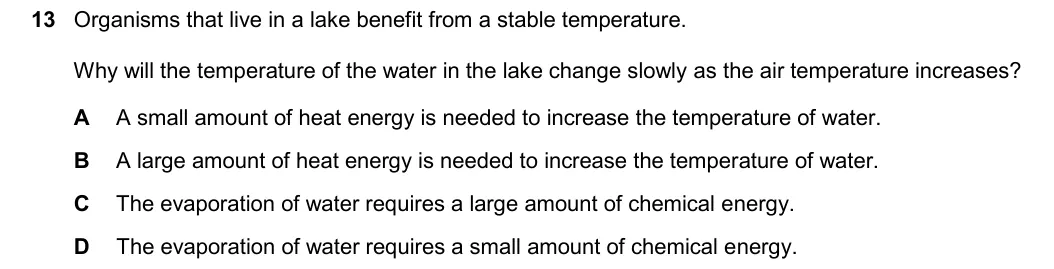 13 Organisms that live in a lake benefit from a stable temperature.
Why will the temperature of the water in the lake change slowly as the air temperature increases?
A A small amount of heat energy is needed to increase the temperature of water.
B A large amount of heat energy is needed to increase the temperature of water.
C The evaporation of water requires a large amount of chemical energy.
D The evaporation of water requires a small amount of chemical energy.